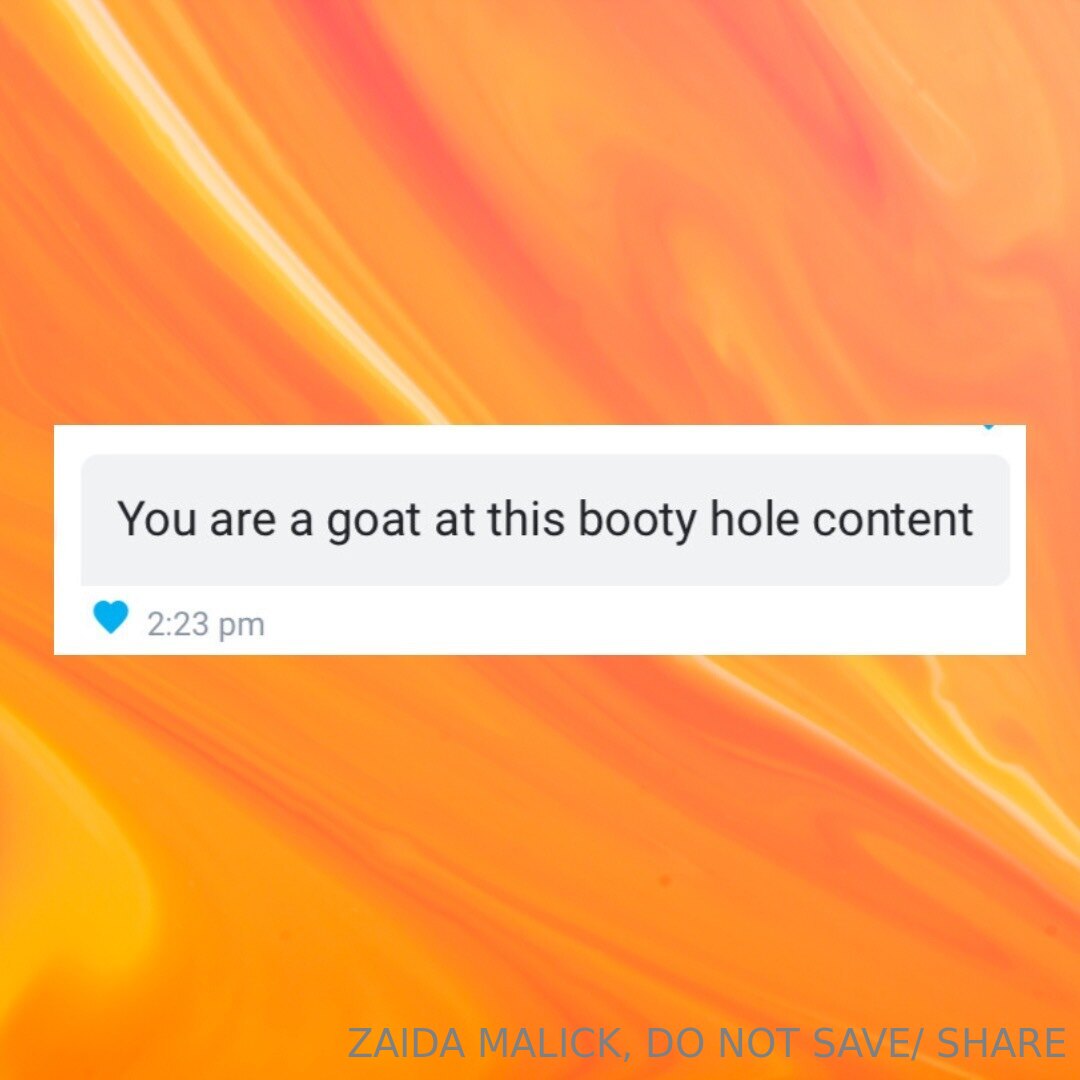 You are a goat at this booty hole content
2:23 pm
ZAIDA MALICK, DO NOT SAVE/ SHARE